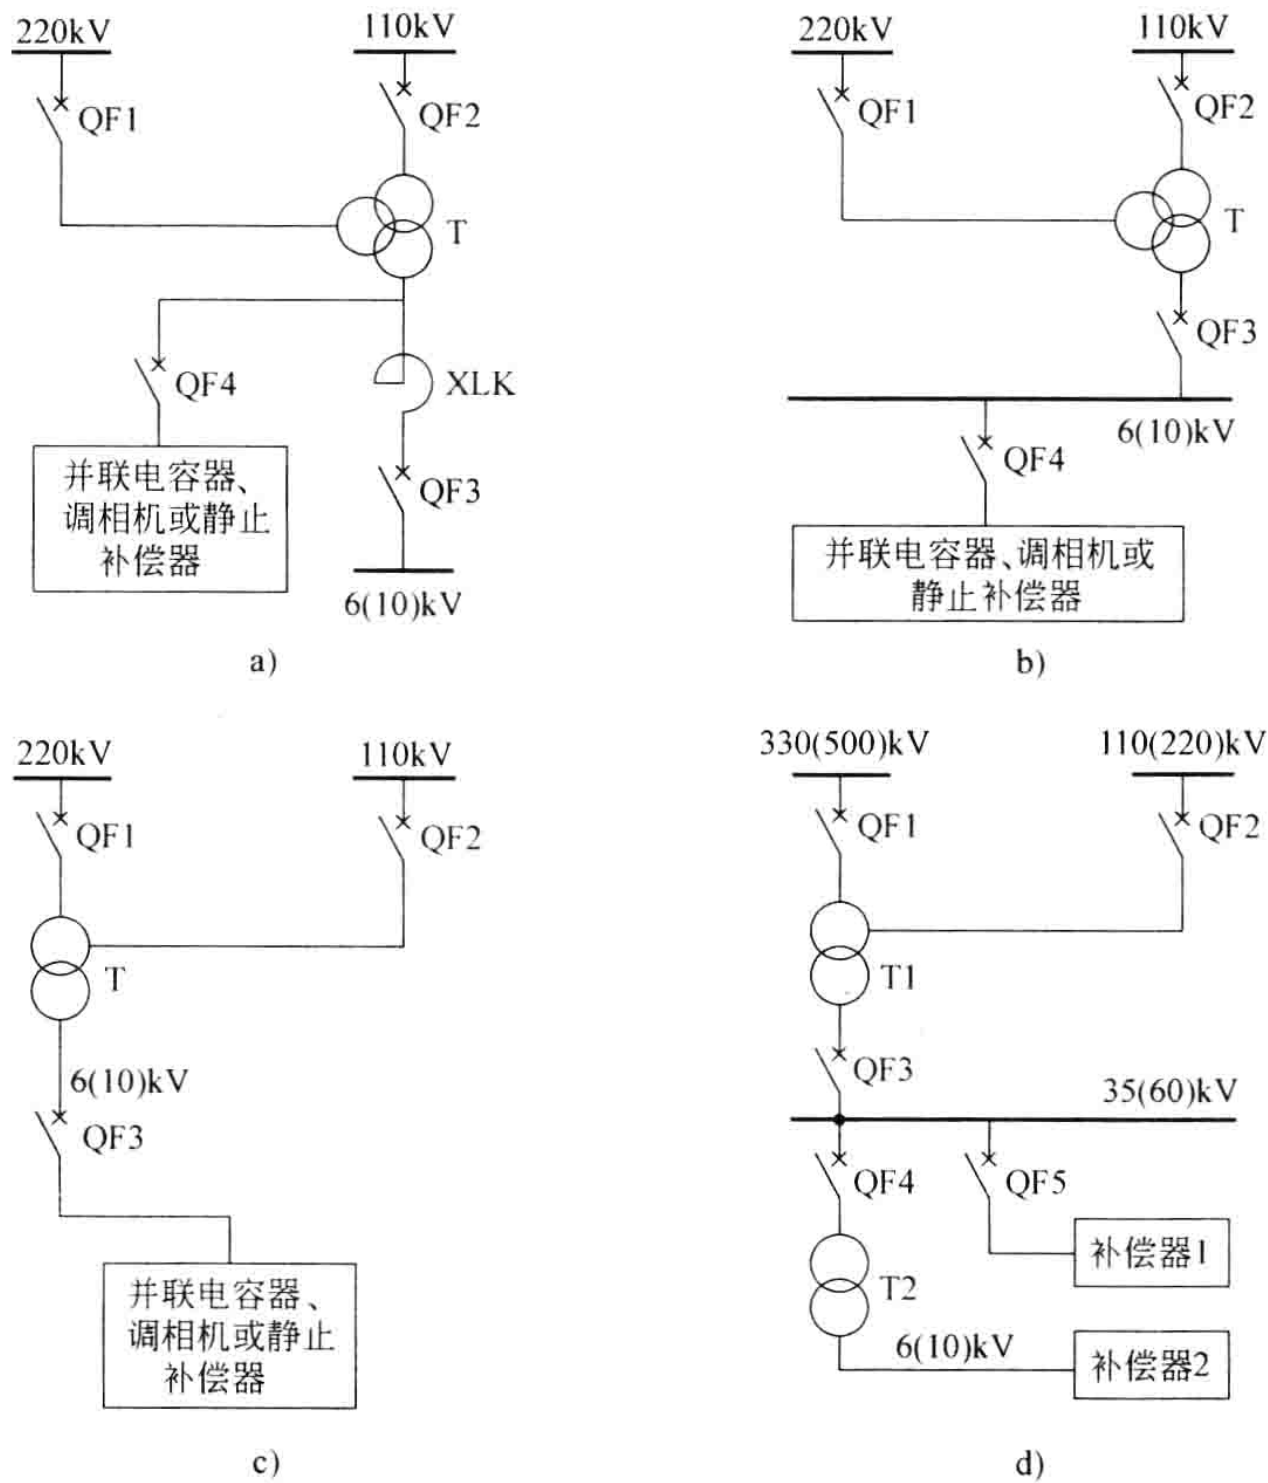 220kV
110kV
QF1
QF2
T
QF4
XLK
QF3
并联电容器、
调相机或静止
补偿器
6(10)kV
a)
220kV
110kV
QF1
QF2
T
QF3
6(10)kV
QF4
并联电容器、调相机或
静止补偿器
b)
220kV
110kV
QF1
QF2
T
6(10)kV
QF3
并联电容器、
调相机或静止
补偿器
c)
330(500)kV
110(220)kV
QF1
QF2
T1
QF3
35(60)kV
QF4
QF5
补偿器1
T2
6(10)kV
补偿器2
d)